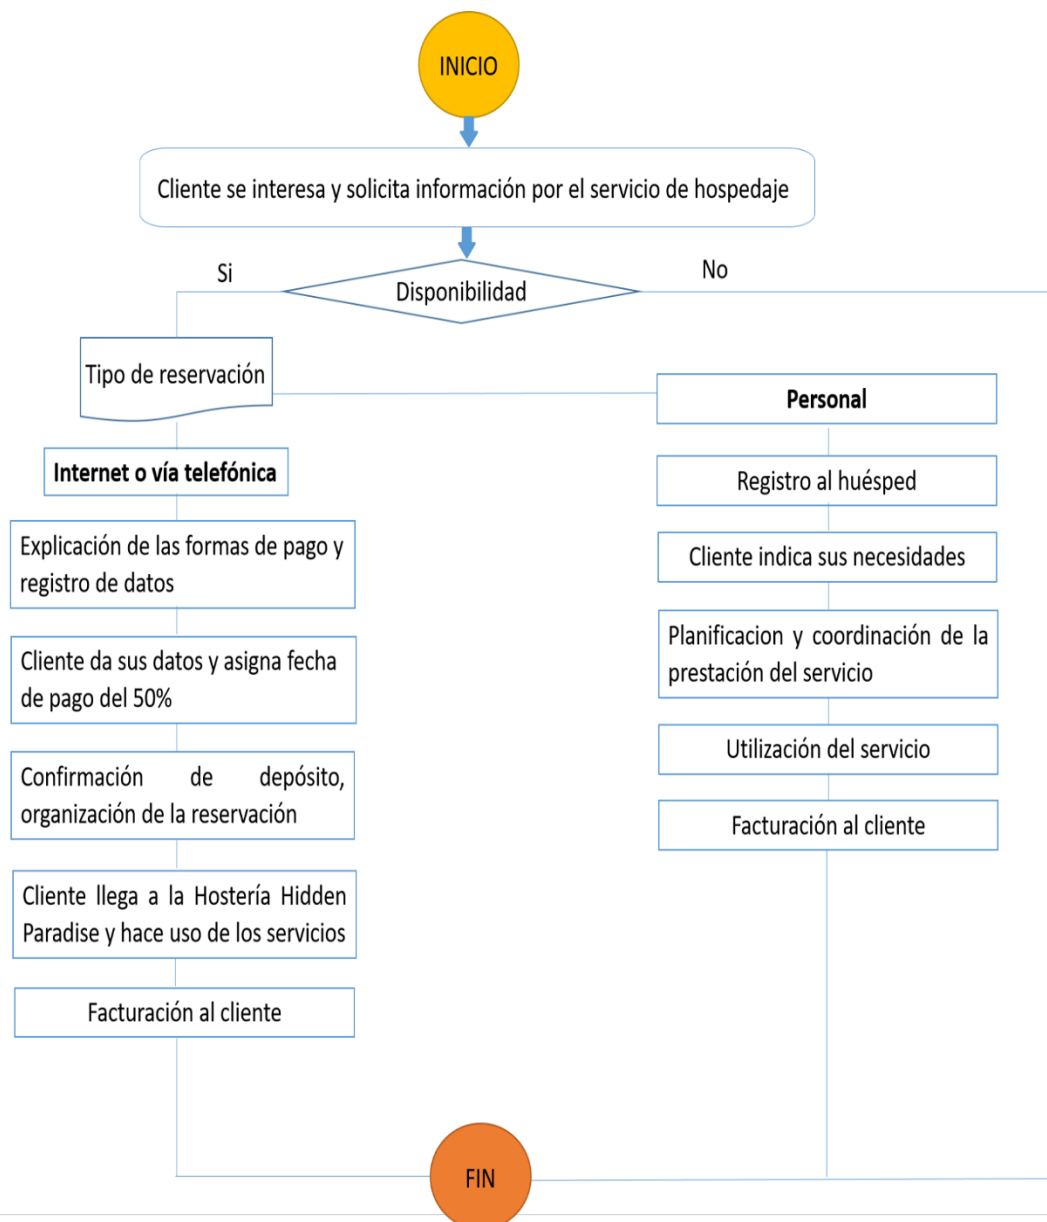 INICIO
Cliente se interesa y solicita información por el servicio de hospedaje
Si
No
Disponibilidad
Tipo de reservación
Personal
Internet o vía telefónica
Registro al huésped
Explicación de las formas de pago y
registro de datos
Cliente indica sus necesidades
Cliente da sus datos y asigna fecha
de pago del 50%
Planificacion y coordinación de la
prestación del servicio
Confirmación de depósito,
organización de la reservación
Utilización del servicio
Facturación al cliente
Cliente llega a la Hostería Hidden
Paradise y hace uso de los servicios
Facturación al cliente
FIN